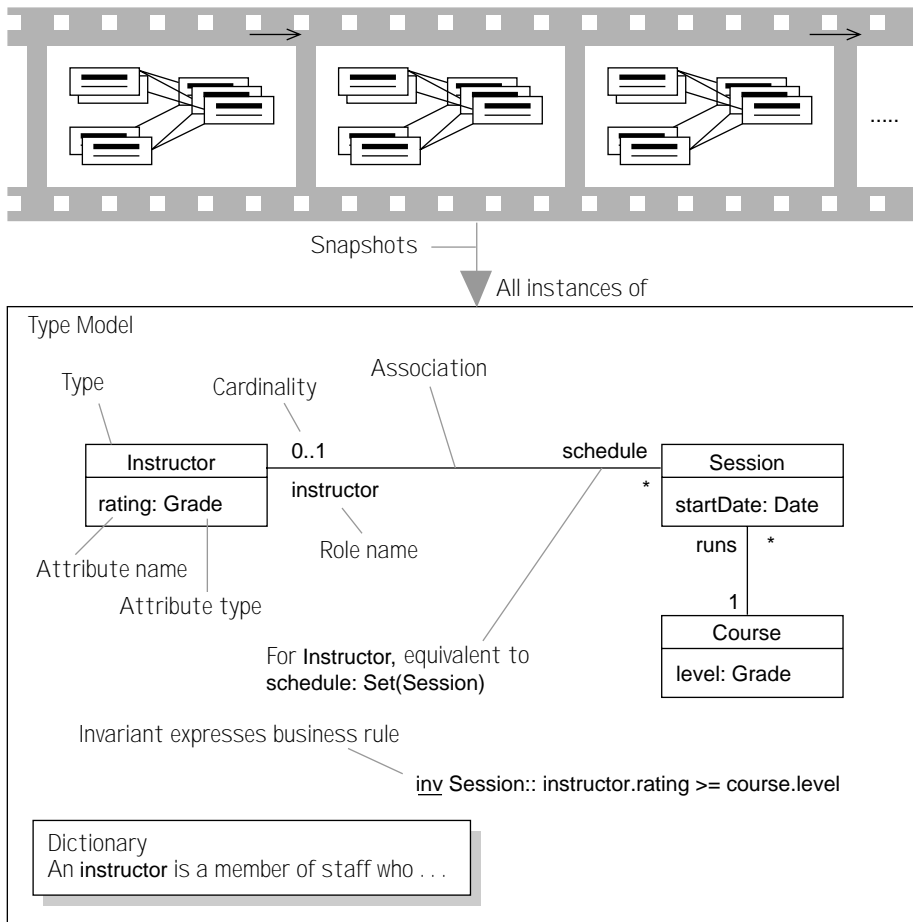 .....
Snapshots
All instances of
Type Model
Type
Cardinality
Association
0..1
schedule
Instructor
Session
rating: Grade
instructor
*
startDate: Date
Role name
runs
*
Attribute name
Attribute type
1
Course
level: Grade
For Instructor, equivalent to
schedule: Set(Session)
Invariant expresses business rule
inv Session:: instructor.rating >= course.level
Dictionary
An instructor is a member of staff who . . .